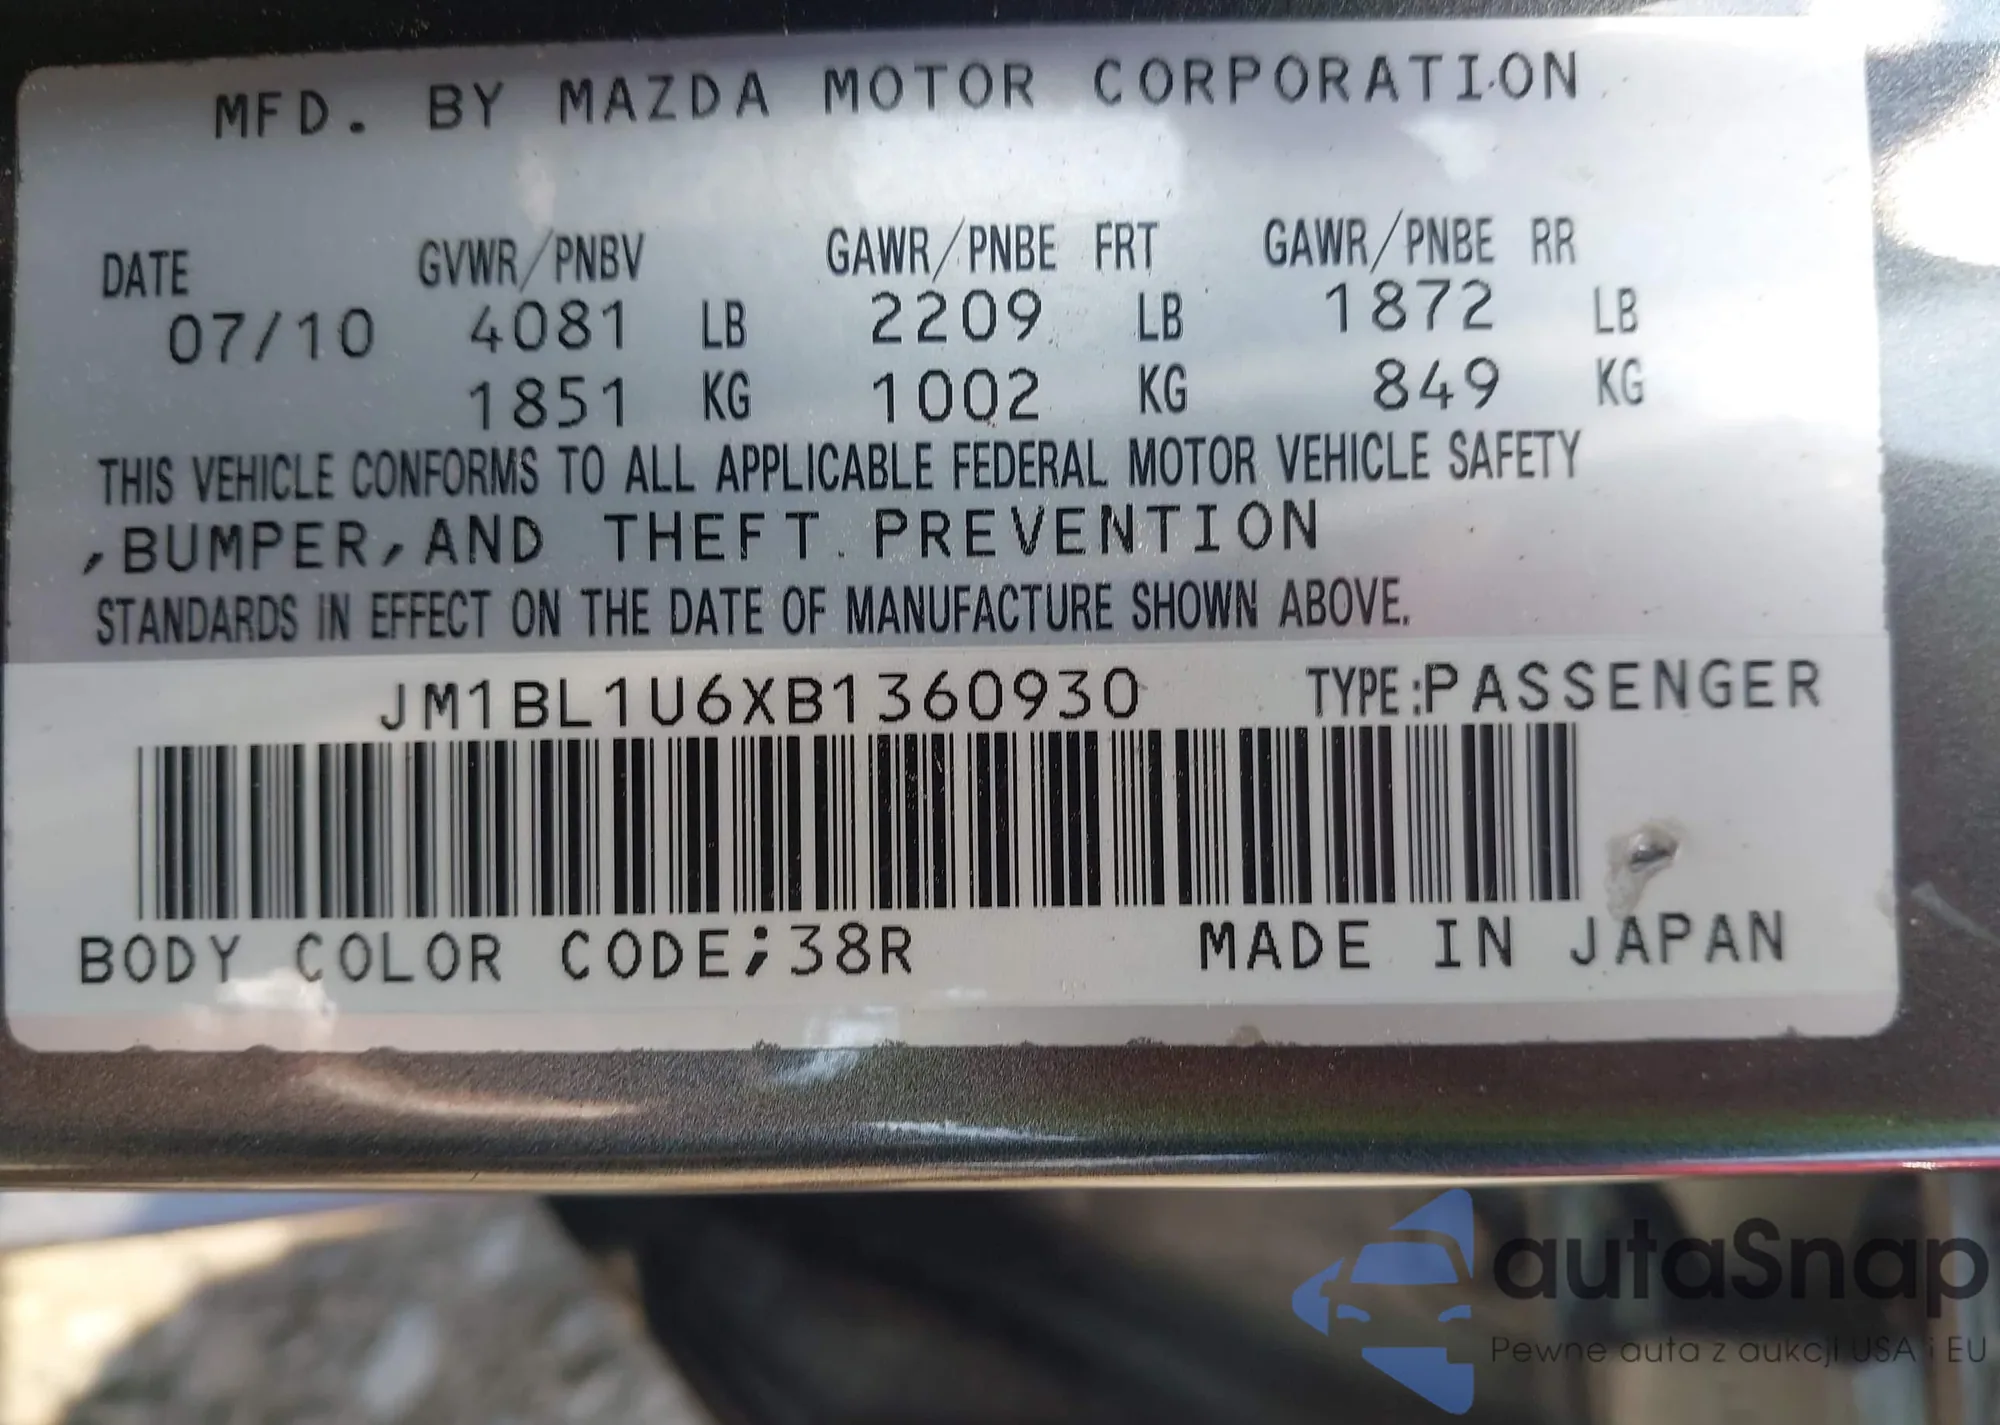 MFD. BY MAZDA MOTOR CORPORATION
DATE GVWR/PNBV GAWR/PNBE FRT GAWR/PNBE RR
07/10 4081 LB 2209 LB 1872 LB
1851 KG 1002 KG 849 KG
THIS VEHICLE CONFORMS TO ALL APPLICABLE FEDERAL MOTOR VEHICLE SAFETY
,BUMPER,AND THEFT PREVENTION
STANDARDS IN EFFECT ON THE DATE OF MANUFACTURE SHOWN ABOVE.
JM1BL1U6XB1360930 TYPE:PASSENGER
BODY COLOR CODE;38R MADE IN JAPAN
autaSnap
Pewne auta z aukcji USA i EU